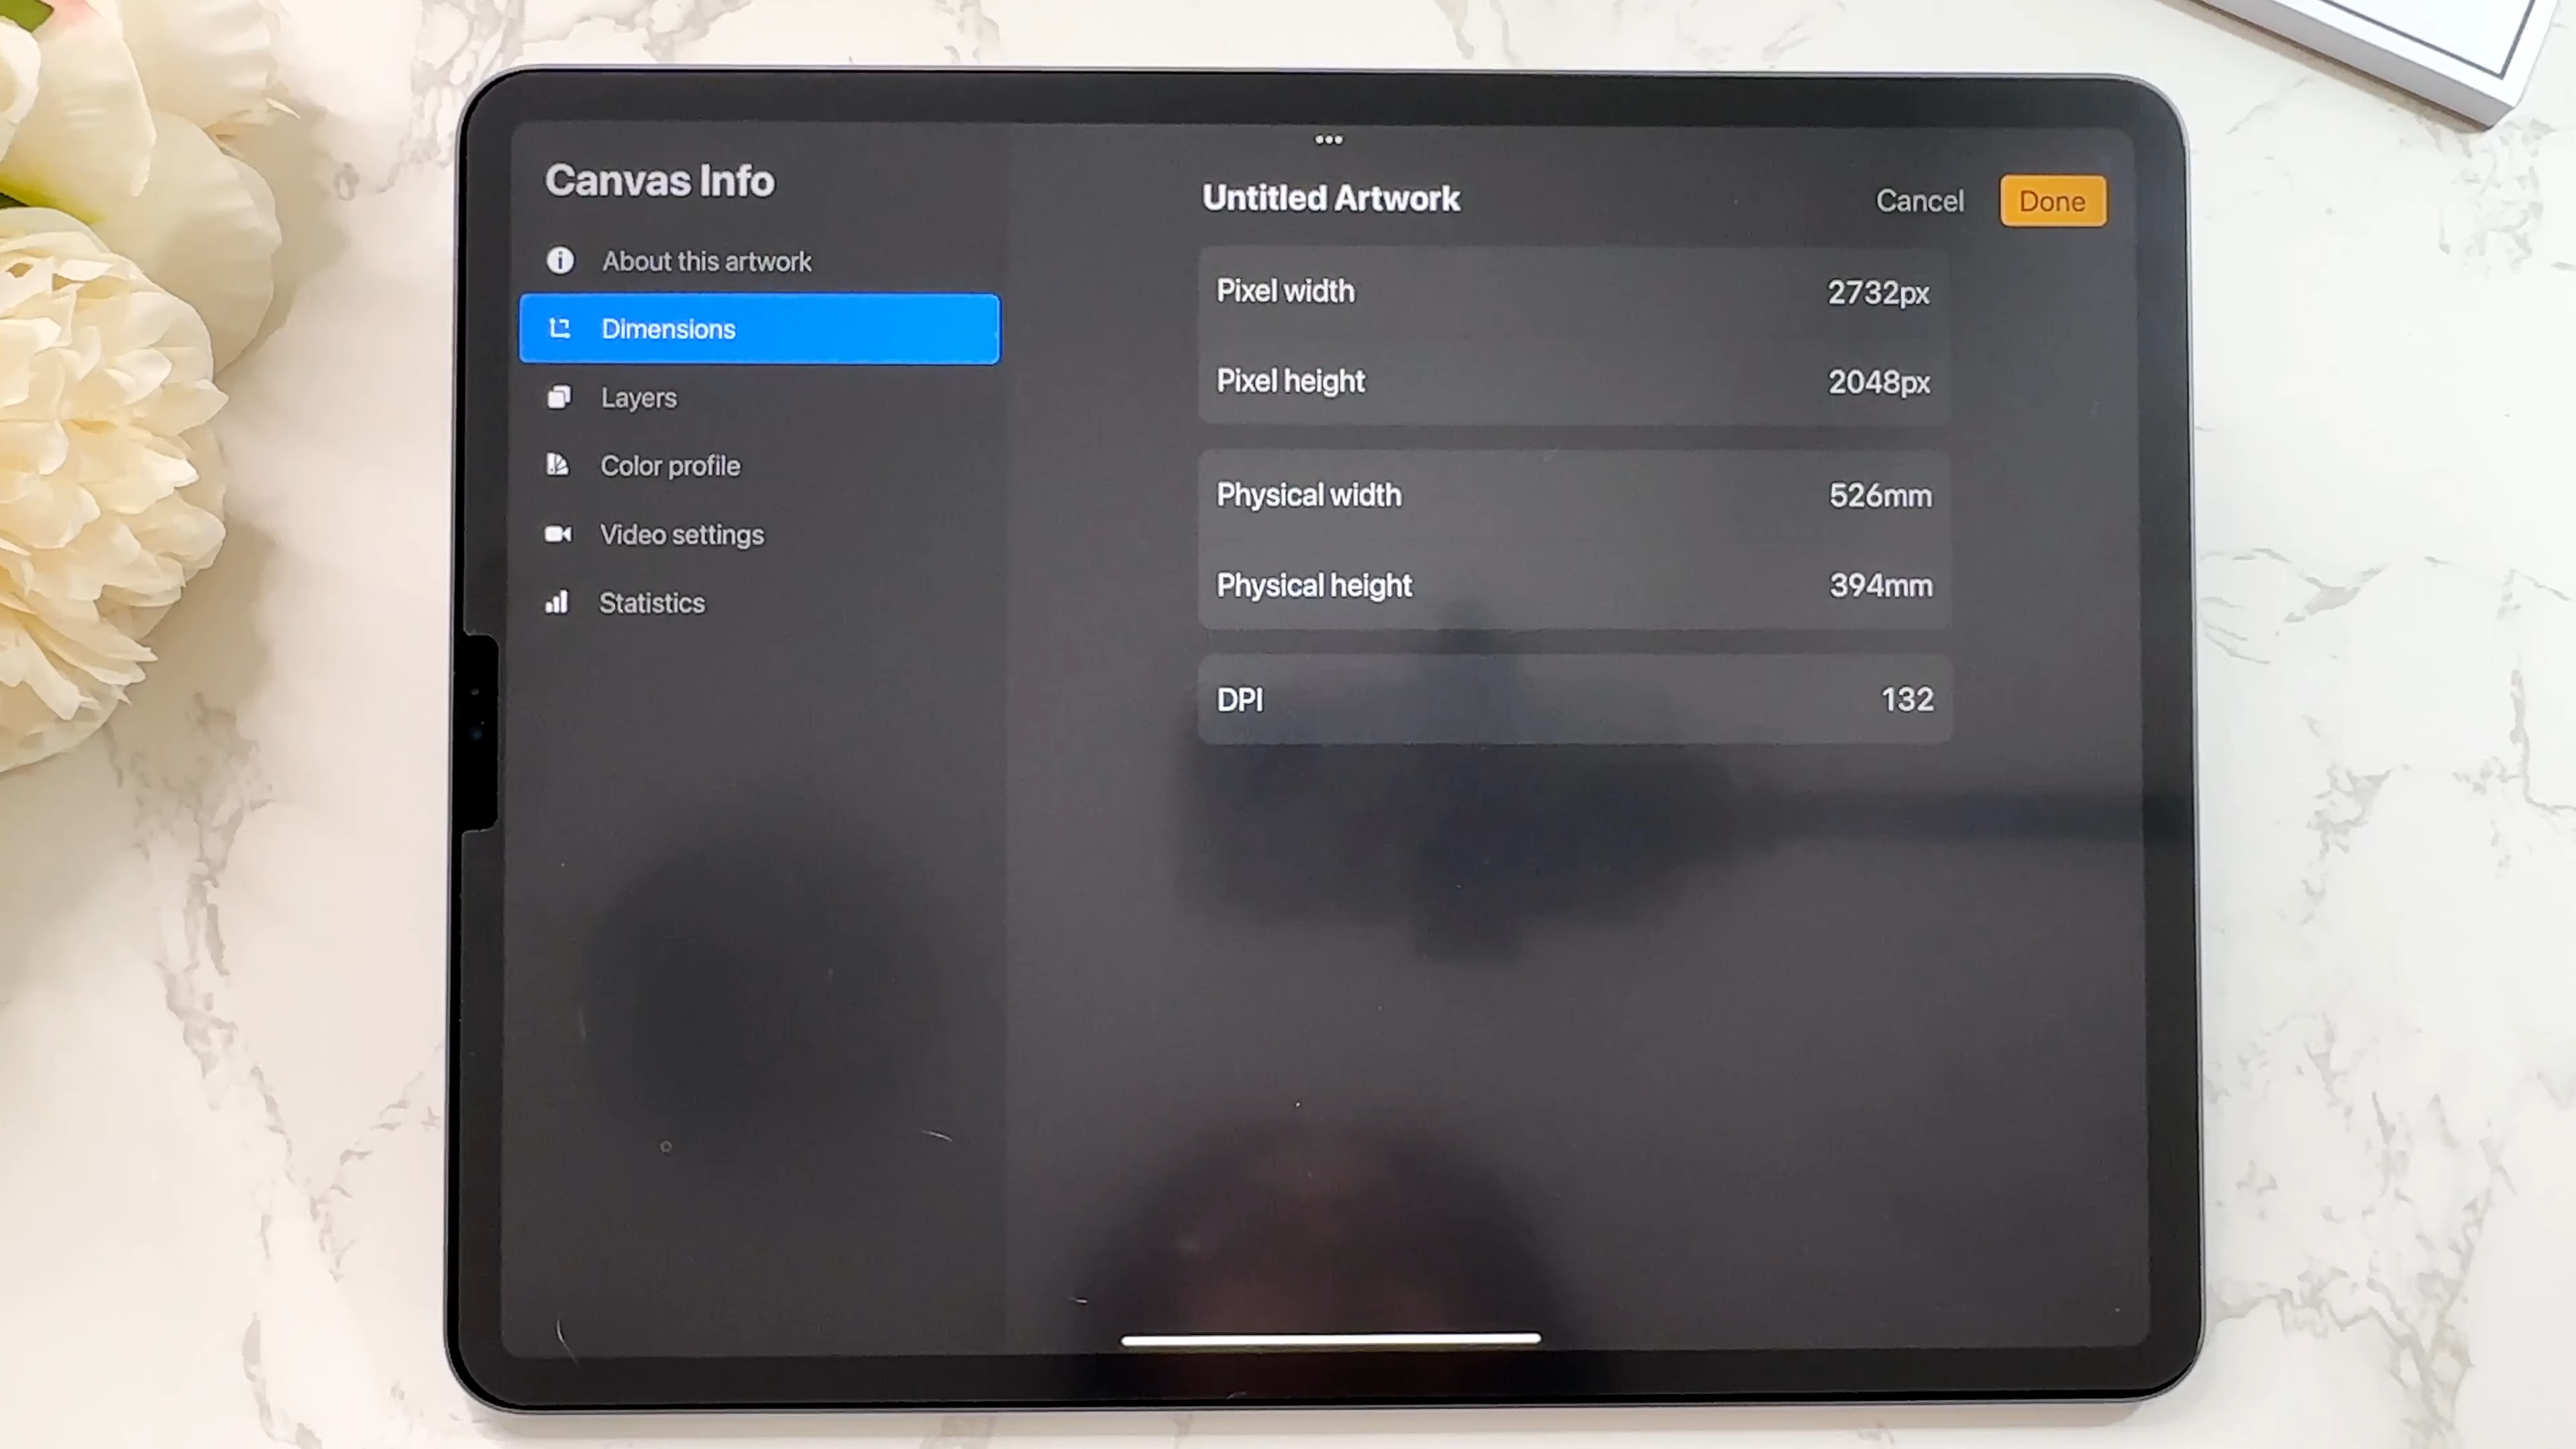 Canvas Info
About this artwork
Dimensions
Layers
Color profile
Video settings
Statistics
Untitled Artwork
Cancel
Done
Pixel width 2732px
Pixel height 2048px
Physical width 526mm
Physical height 394mm
DPI 132